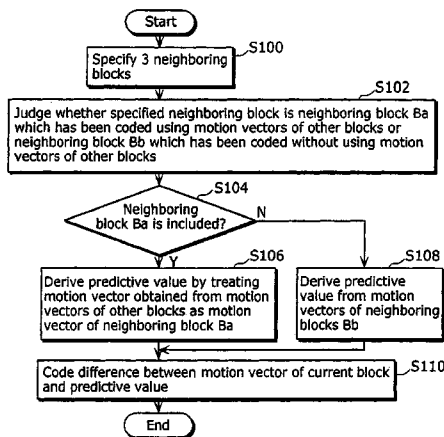 Start
S100
Specify 3 neighboring
blocks
S102
Judge whether specified neighboring block is neighboring block Ba
which has been coded using motion vectors of other blocks or
neighboring block Bb which has been coded without using motion
vectors of other blocks
S104
Neighboring
block Ba is included?
N
Y
S106
Derive predictive value by treating
motion vector obtained from motion
vectors of other blocks as motion
vector of neighboring block Ba
S108
Derive predictive
value from motion
vectors of neighboring
blocks Bb
S110
Code difference between motion vector of current block
and predictive value
End